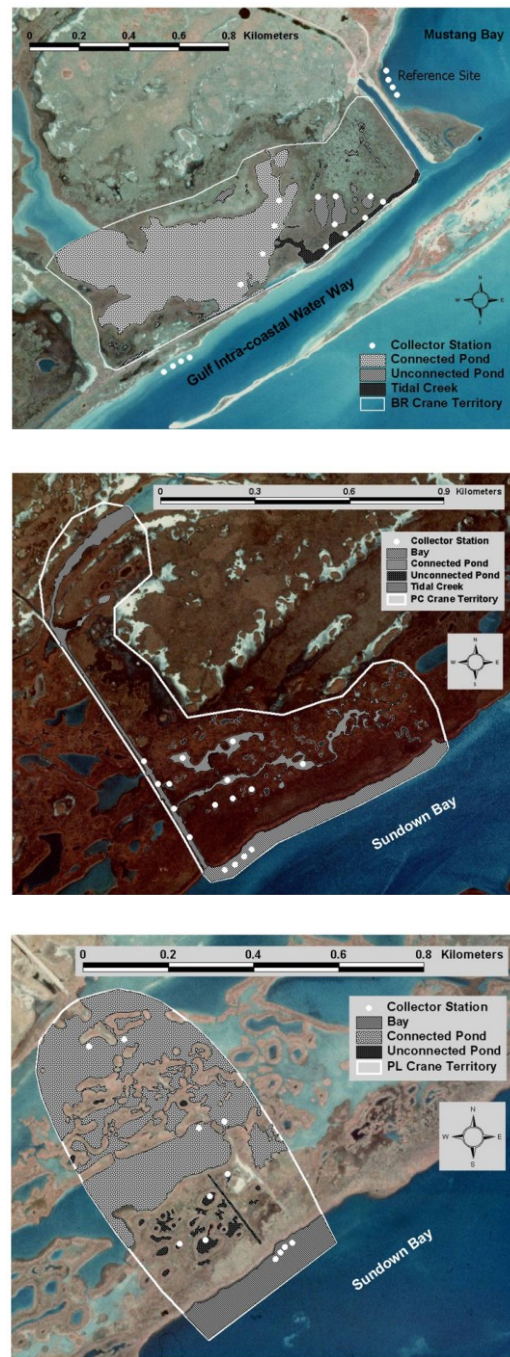 0 0.2 0.4 0.6 0.8
Kilometers
Mustang Bay
Reference Site
Gulf Intra-coastal Water Way
N
W E
S
Collector Station
Connected Pond
Unconnected Pond
Tidal Creek
BR Crane Territory
0 0.3 0.6 0.9
Kilometers
Collector Station
Bay
Connected Pond
Unconnected Pond
Tidal Creek
PC Crane Territory
N
W E
S
Sundown Bay
0 0.2 0.4 0.6 0.8
Kilometers
Collector Station
Bay
Connected Pond
Unconnected Pond
PL Crane Territory
N
W E
S
Sundown Bay